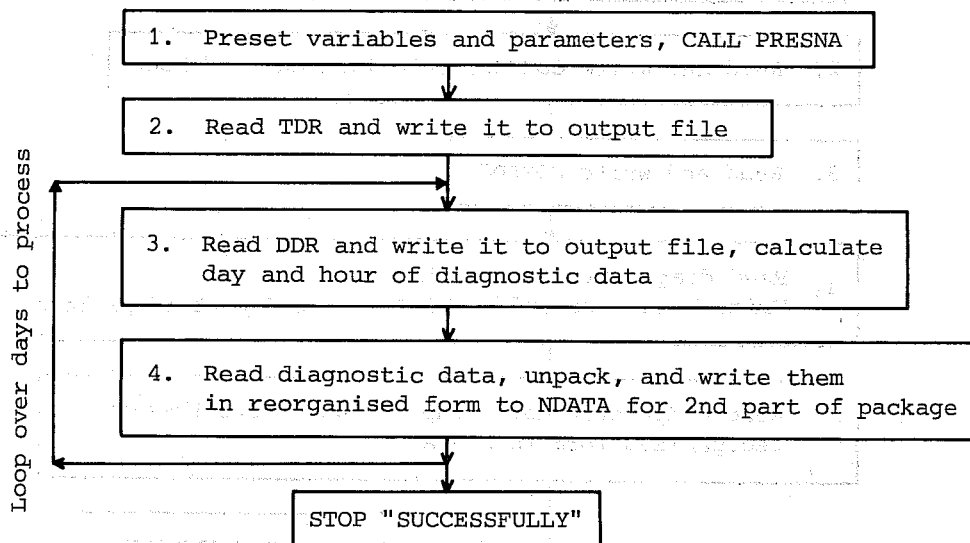 1. Preset variables and parameters, CALL PRESNA
2. Read TDR and write it to output file
Loop over days to process
3. Read DDR and write it to output file, calculate
day and hour of diagnostic data
4. Read diagnostic data, unpack, and write them
in reorganised form to NDATA for 2nd part of package
STOP "SUCCESSFULLY"